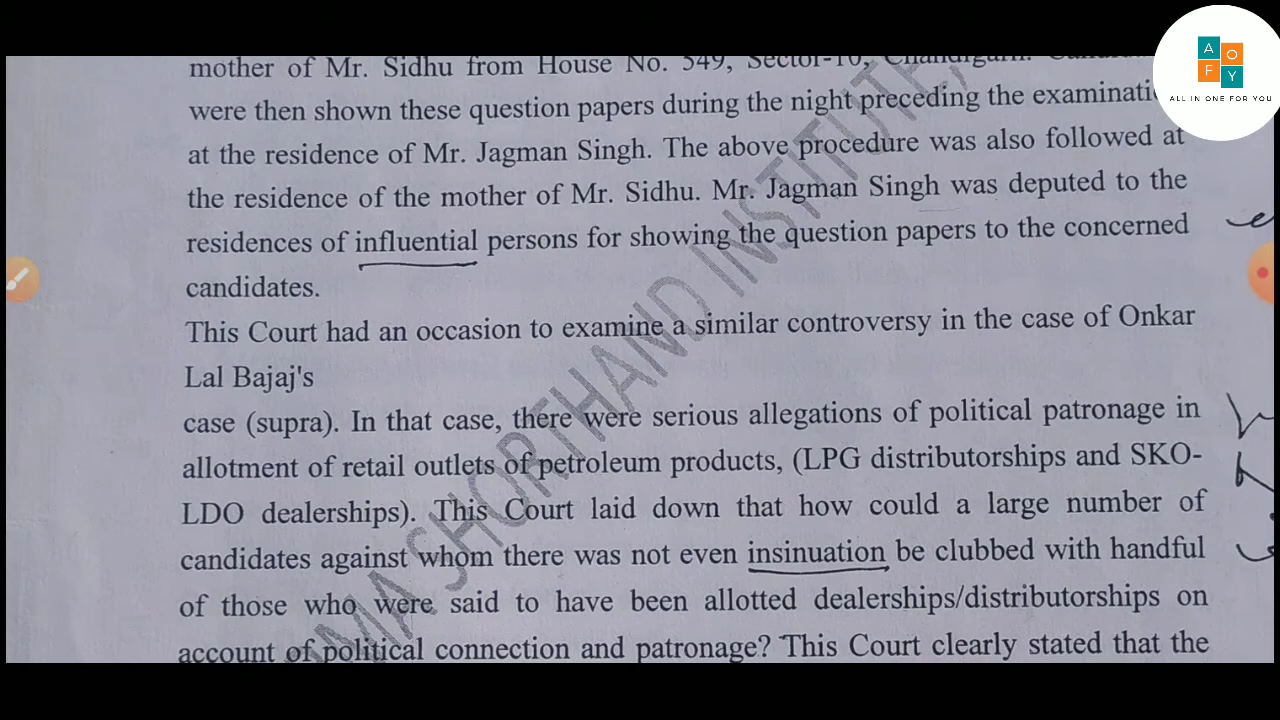 A
O
F
Y
ALL IN ONE FOR YOU
mother of Mr. Sidhu from House No. 549, Sector-10, Chandigarh.
were then shown these question papers during the night preceding the examinati
at the residence of Mr. Jagman Singh. The above procedure was also followed at
the residence of the mother of Mr. Sidhu. Mr. Jagman Singh was deputed to the
residences of influential persons for showing the question papers to the concerned
candidates.
This Court had an occasion to examine a similar controversy in the case of Onkar
Lal Bajaj's
case (supra). In that case, there were serious allegations of political patronage in
allotment of retail outlets of petroleum products, (LPG distributorships and SKO-
LDO dealerships). This Court laid down that how could a large number of
candidates against whom there was not even insinuation be clubbed with handful
of those who were said to have been allotted dealerships/distributorships on
account of political connection and patronage? This Court clearly stated that the
MA SHORTHAND INSTITUTE,